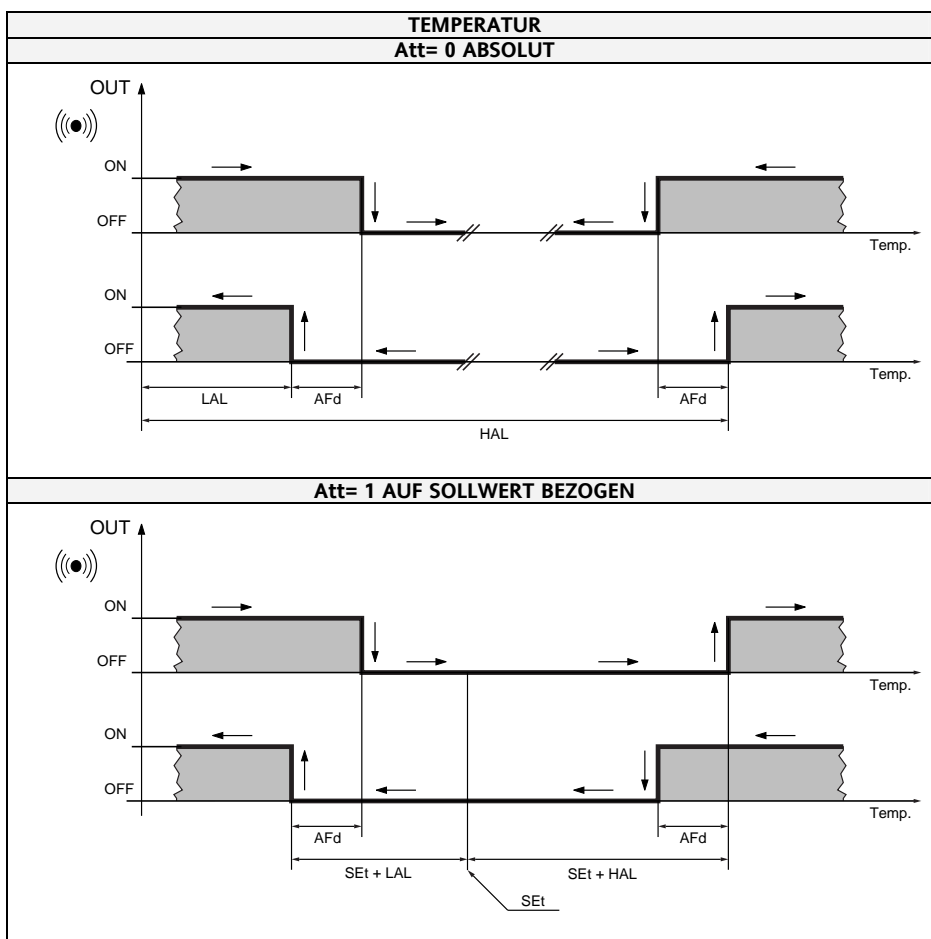 TEMPERATUR
Att= 0 ABSOLUT
OUT
ON
OFF
Temp.
ON
OFF
Temp.
LAL AFd AFd
HAL
Att= 1 AUF SOLLWERT BEZOGEN
OUT
ON
OFF
Temp.
ON
OFF
Temp.
AFd AFd
SEt + LAL SEt + HAL
SEt